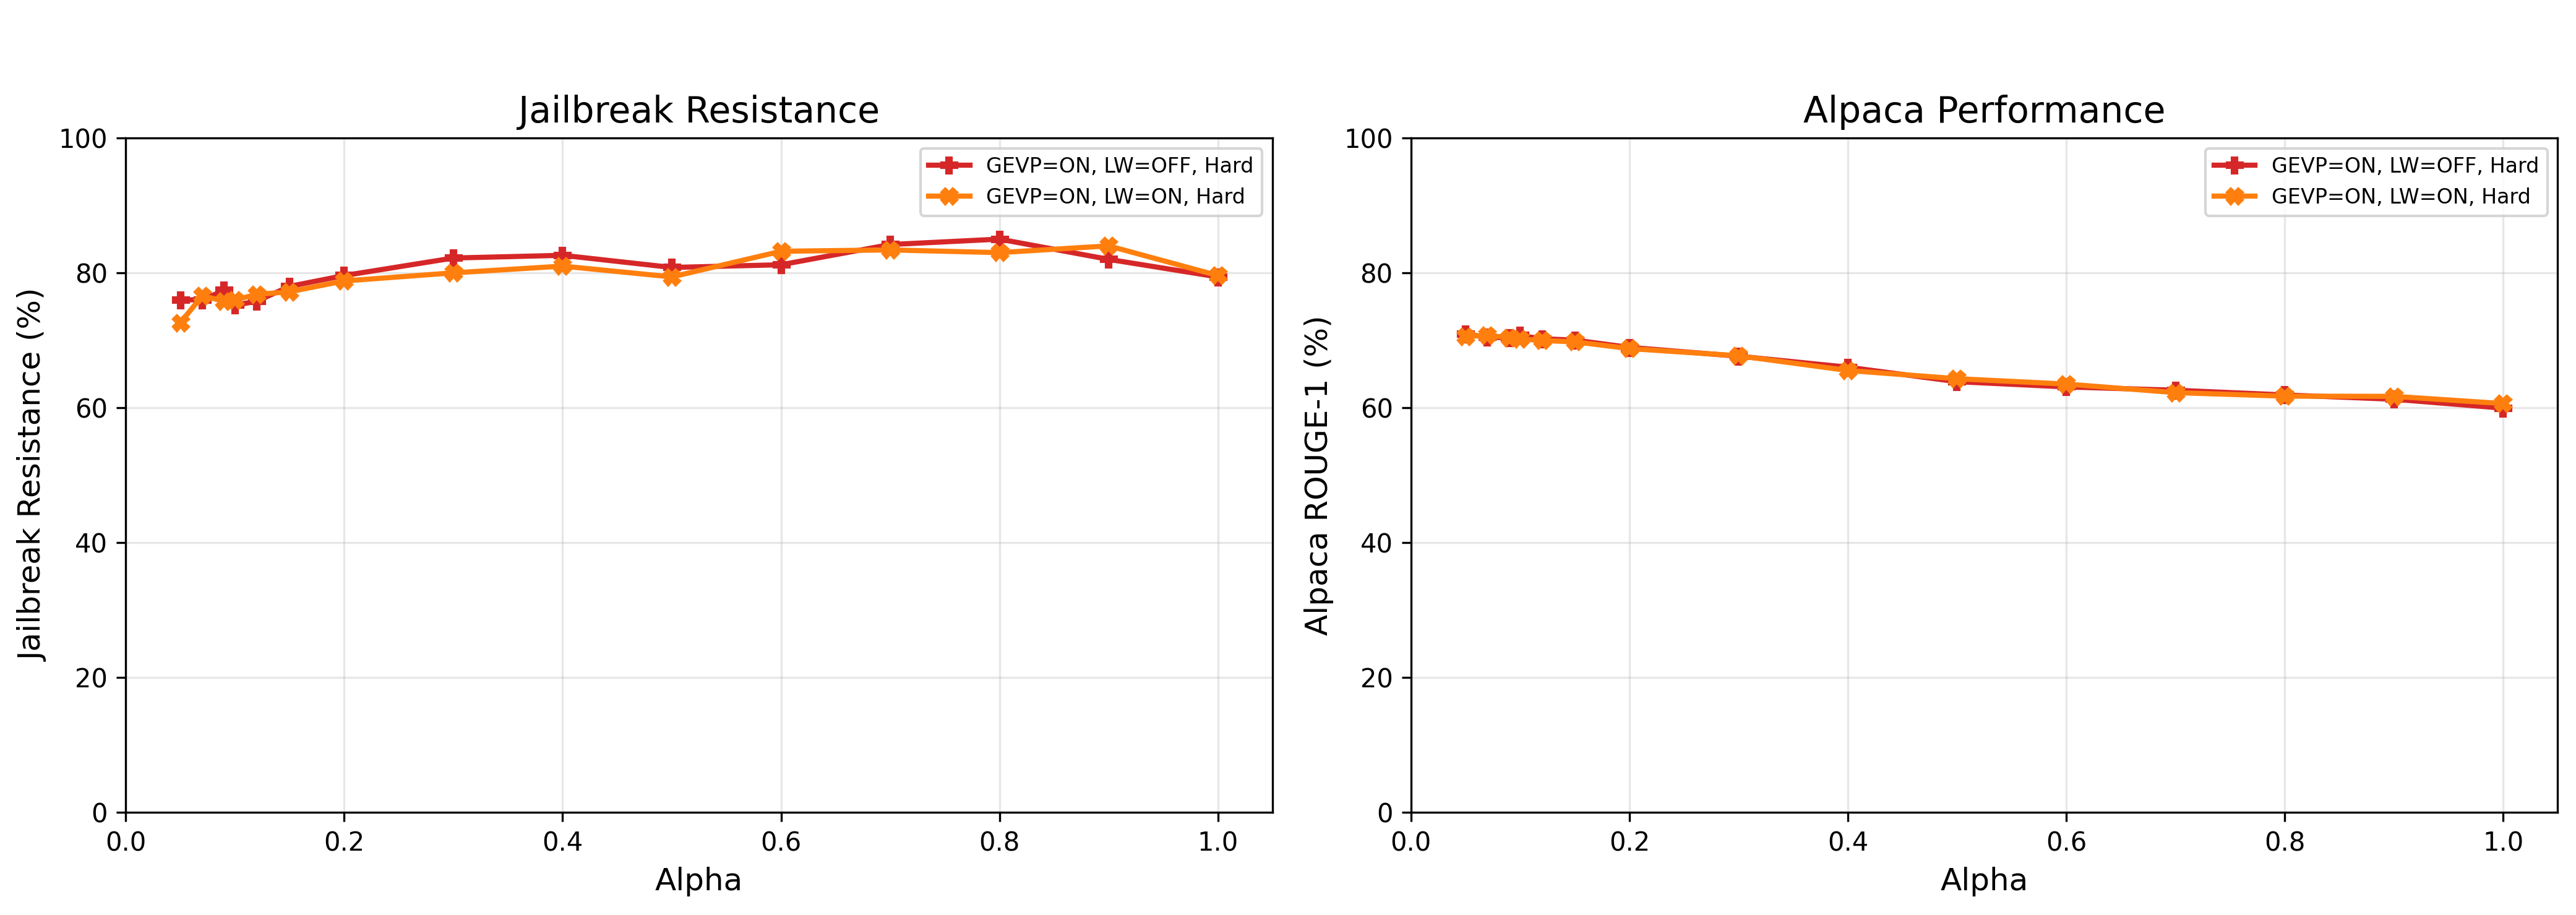 Jailbreak Resistance
Jailbreak Resistance (%)
100
80
60
40
20
0
GEVP=ON, LW=OFF, Hard
GEVP=ON, LW=ON, Hard
0.0 0.2 0.4 0.6 0.8 1.0
Alpha
Alpaca Performance
Alpaca ROUGE-1 (%)
100
80
60
40
20
0
GEVP=ON, LW=OFF, Hard
GEVP=ON, LW=ON, Hard
0.0 0.2 0.4 0.6 0.8 1.0
Alpha